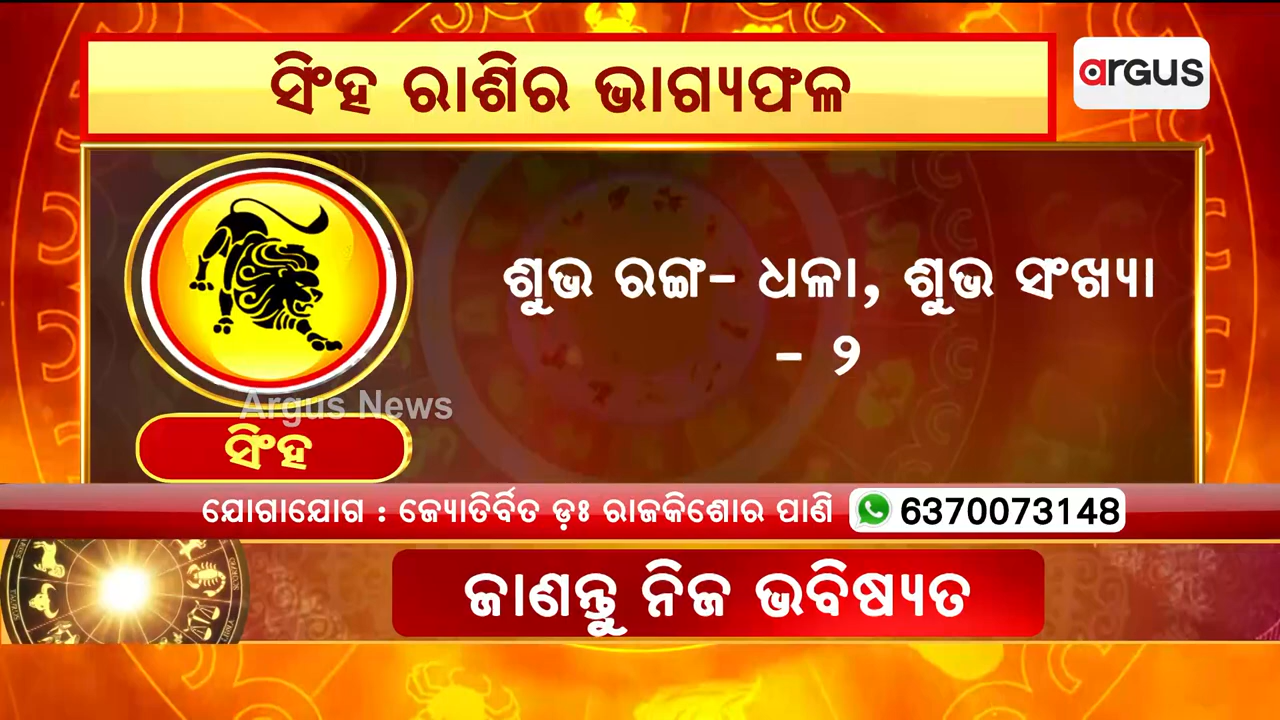 ସିଂହ ରାଶିର ଭାଗ୍ୟଫଳ
argus
ଶୁଭ ରଙ୍ଗ- ଧଳା, ଶୁଭ ସଂଖ୍ୟା
- ୨
Argus News
ସିଂହ
ଯୋଗାଯୋଗ : ଜ୍ୟୋତିର୍ବିତ ଡ଼ଃ ରାଜକିଶୋର ପାଣି 6370073148
ଜାଣନ୍ତୁ ନିଜ ଭବିଷ୍ୟତ